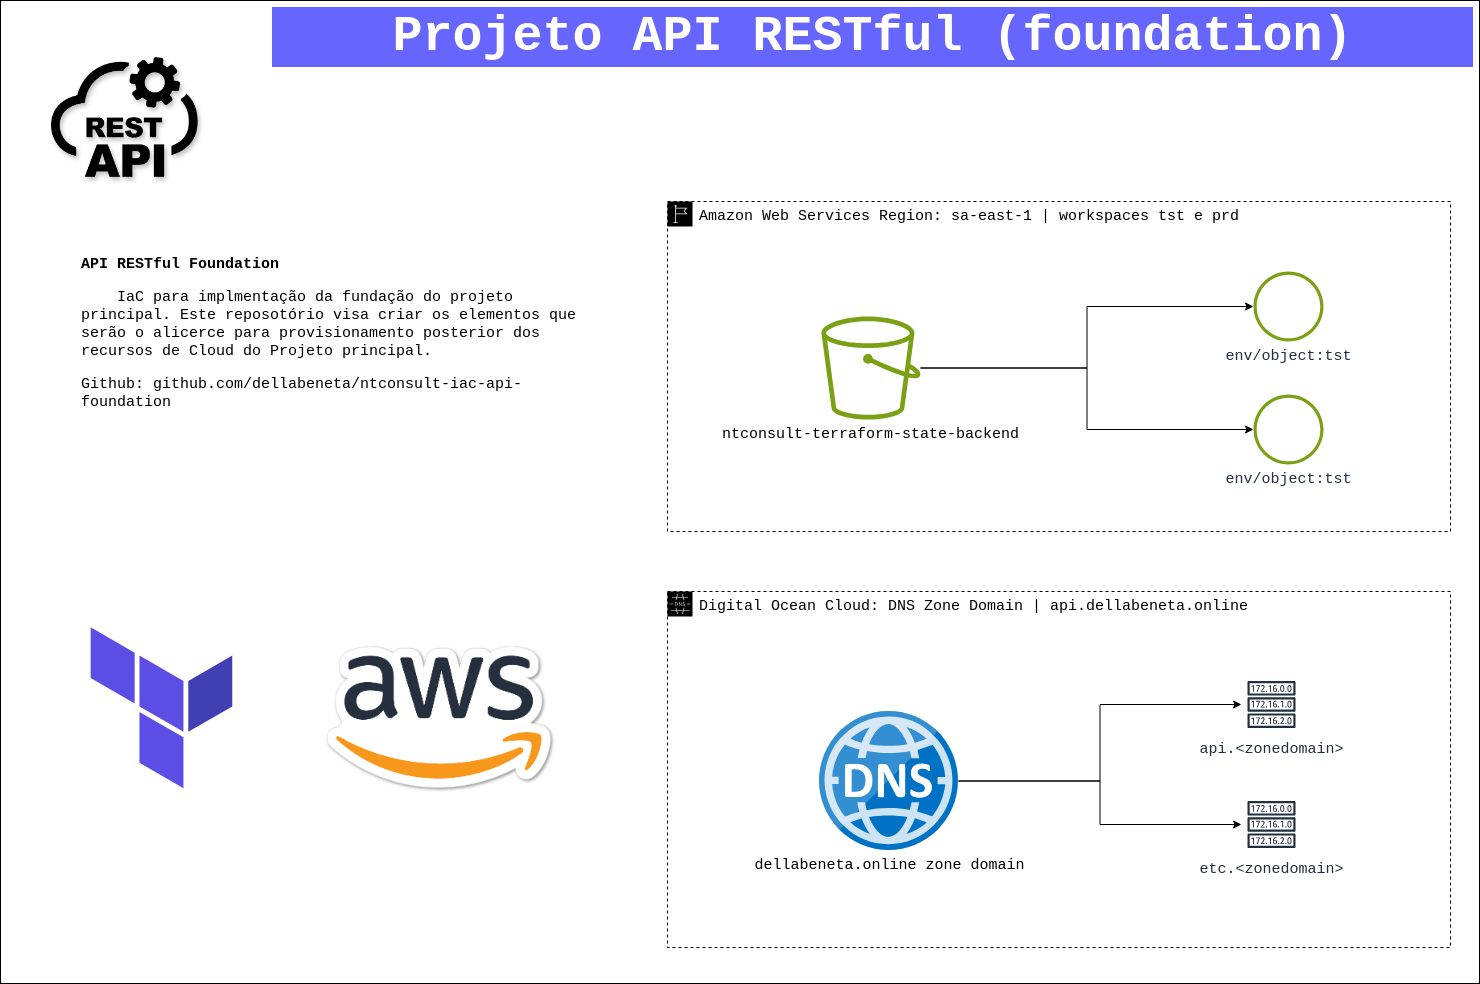 Projeto API RESTful (foundation)
REST
API
API RESTful Foundation
IaC para implmentação da fundação do projeto
principal. Este reposotório visa criar os elementos que
serão o alicerce para provisionamento posterior dos
recursos de Cloud do Projeto principal.
Github: github.com/dellabeneta/ntconsult-iac-api-
foundation
aws
Amazon Web Services Region: sa-east-1 | workspaces tst e prd
ntconsult-terraform-state-backend
env/object:tst
env/object:tst
DNS
Digital Ocean Cloud: DNS Zone Domain | api.dellabeneta.online
DNS
dellabeneta.online zone domain
172.16.0.0
172.16.1.0
172.16.2.0
api.<zonedomain>
172.16.0.0
172.16.1.0
172.16.2.0
etc.<zonedomain>